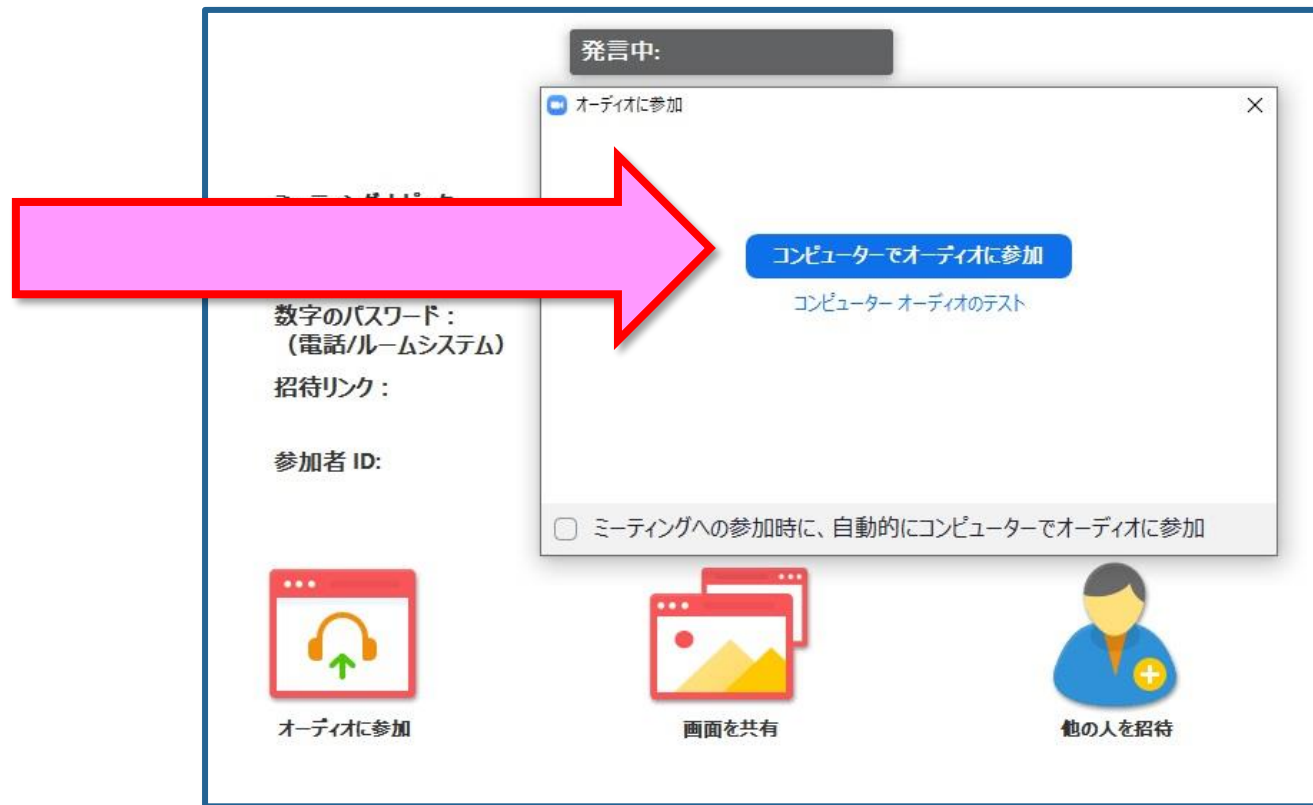 発言中:
オーディオに参加
コンピューターでオーディオに参加
コンピューター オーディオのテスト
数字のパスワード：
（電話/ルームシステム）
招待リンク：
参加者 ID:
ミーティングへの参加時に、自動的にコンピューターでオーディオに参加
オーディオに参加
画面を共有
他の人を招待